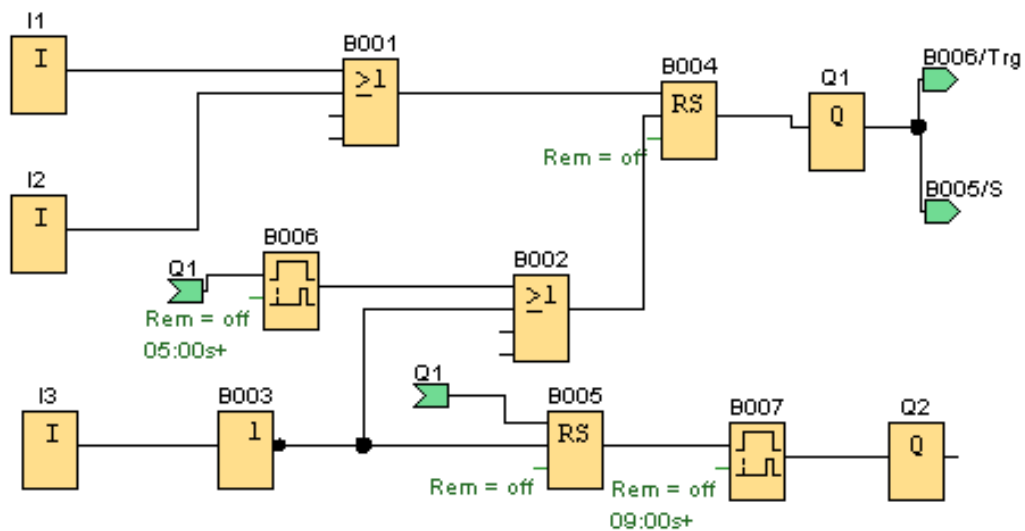 I1
I
B001
≥1
B004
RS
Rem = off
Q1
Q
B006/Trg
B005/S
I2
I
Q1
B006
Rem = off
05:00s+
B002
≥1
I3
I
B003
1
Q1
B005
RS
Rem = off
B007
Rem = off
09:00s+
Q2
Q